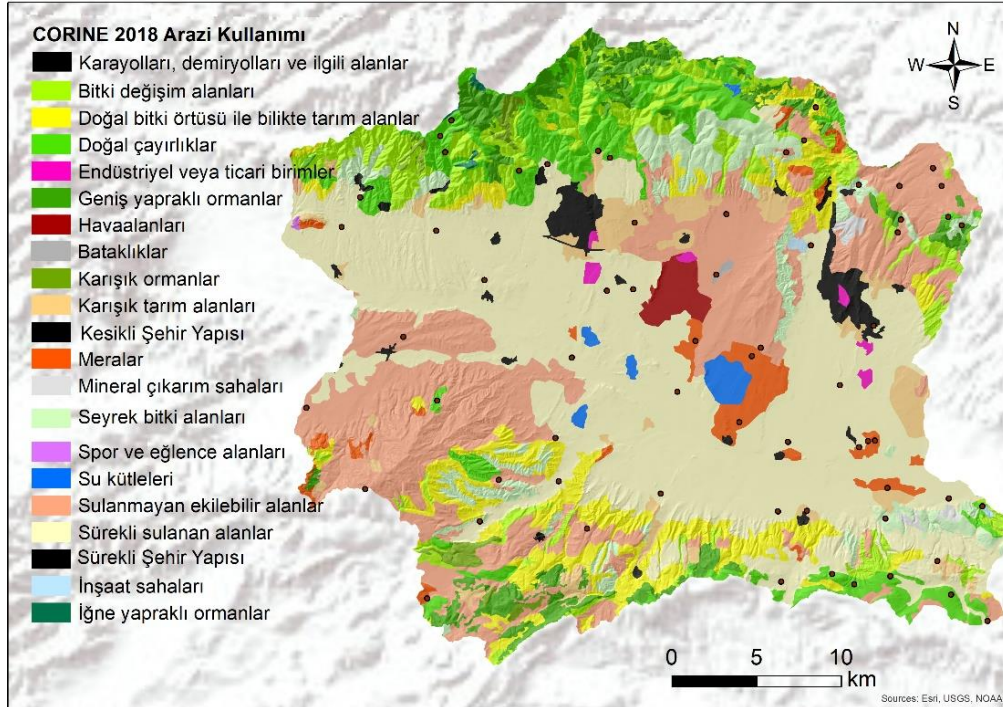 CORINE 2018 Arazi Kullanımı
Karayolları, demiryolları ve ilgili alanlar
Bitki değişim alanları
Doğal bitki örtüsü ile bilikte tarım alanlar
Doğal çayırlıklar
Endüstriyel veya ticari birimler
Geniş yapraklı ormanlar
Havaalanları
Bataklıklar
Karışık ormanlar
Karışık tarım alanları
Kesikli Şehir Yapısı
Meralar
Mineral çıkarım sahaları
Seyrek bitki alanları
Spor ve eğlence alanları
Su kütleleri
Sulanmayan ekilebilir alanlar
Sürekli sulanan alanlar
Sürekli Şehir Yapısı
İnşaat sahaları
İğne yapraklı ormanlar
N
W E
S
0 5 10
km
Sources: Esri, USGS, NOAA